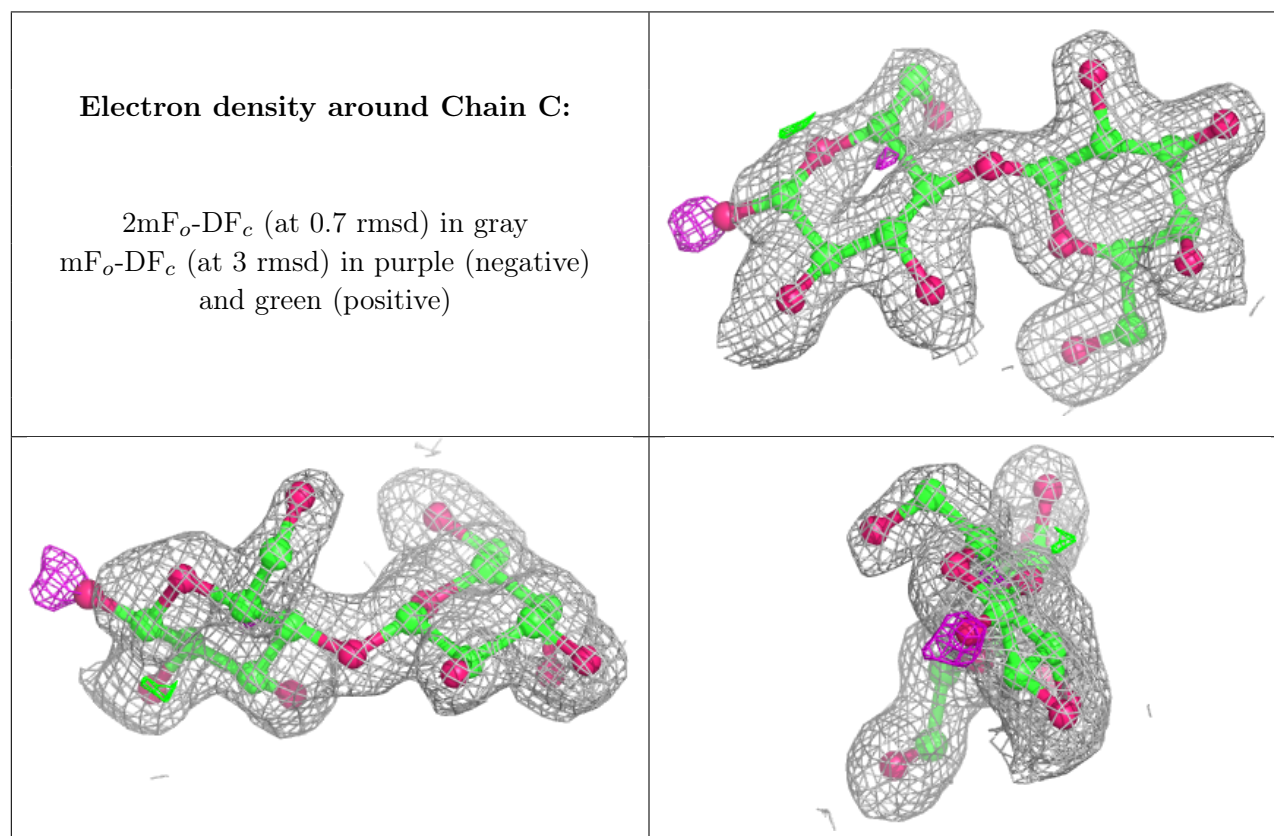 Electron density around Chain C:
2mFo-DFc (at 0.7 rmsd) in gray
mFo-DFc (at 3 rmsd) in purple (negative)
and green (positive)